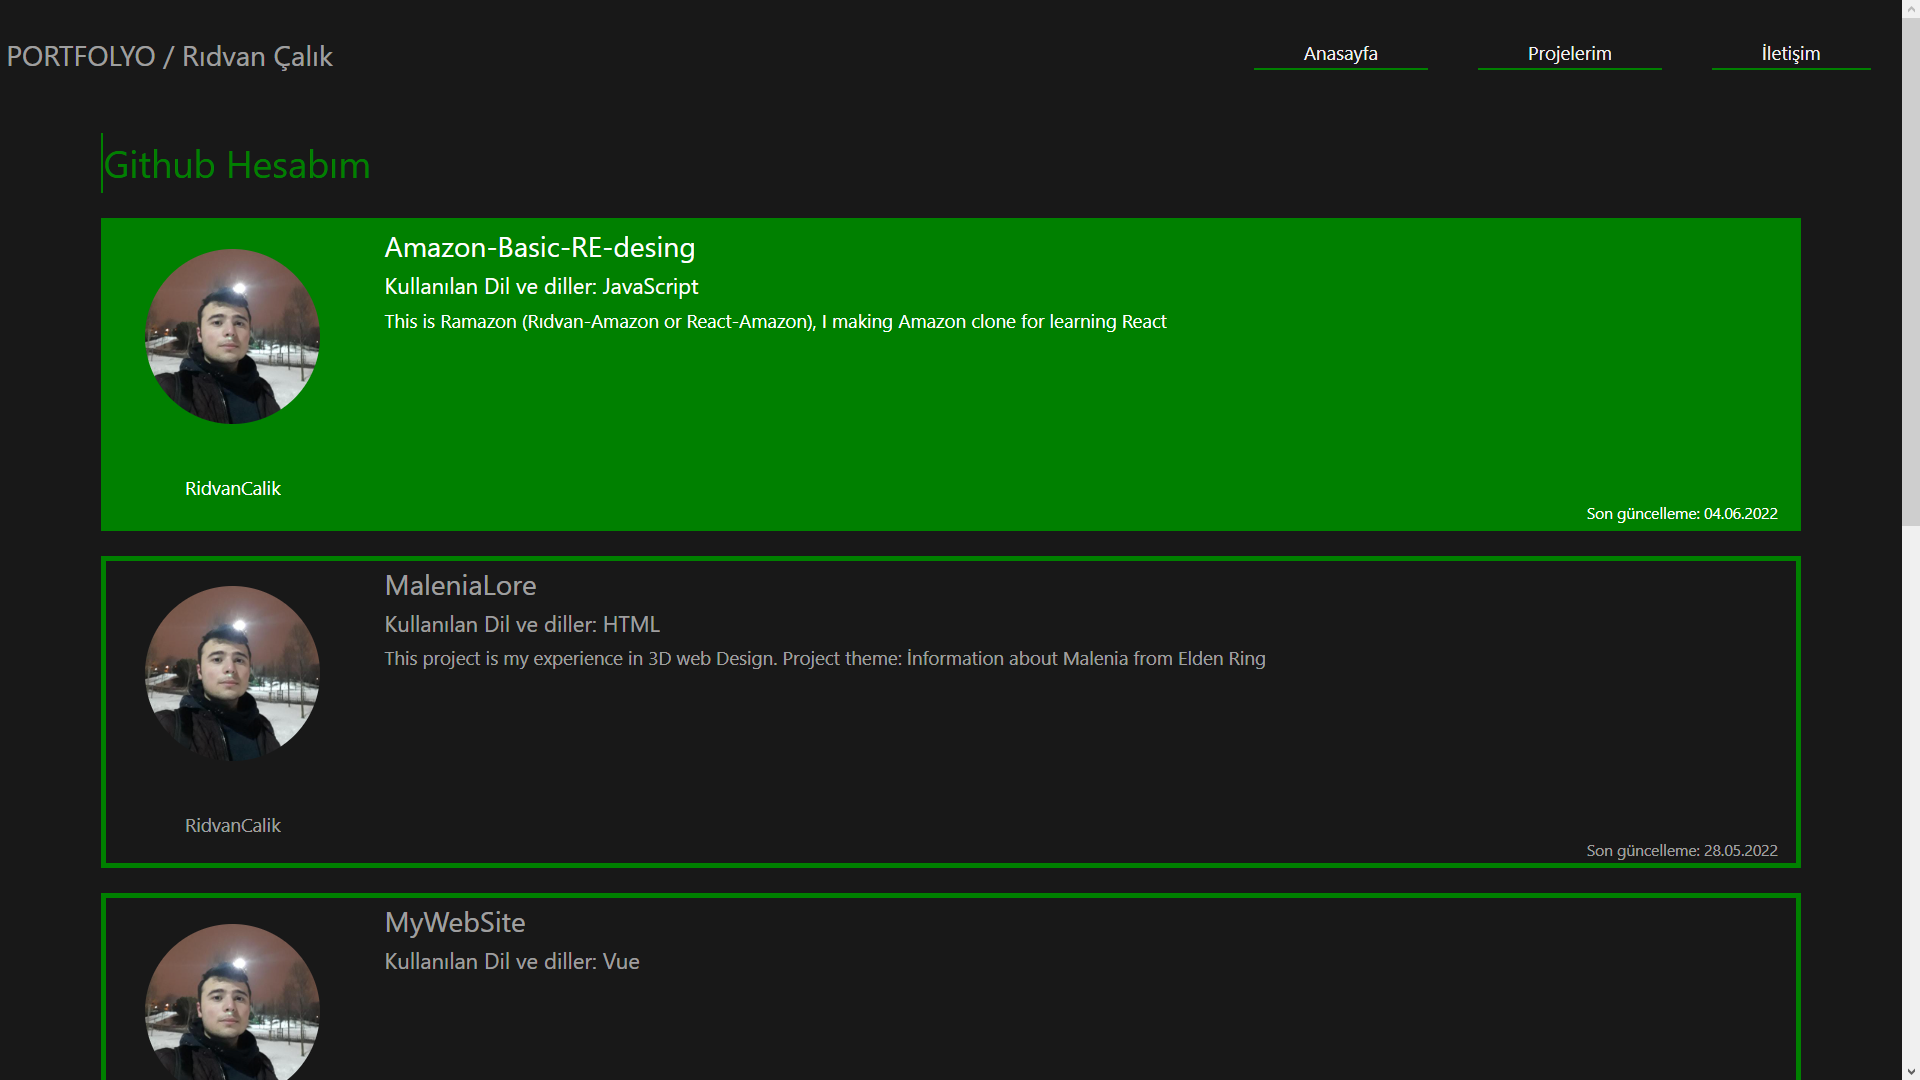 PORTFOLYO / Rıdvan Çalık
Anasayfa
Projelerim
İletişim
Github Hesabım
Amazon-Basic-RE-desing
Kullanılan Dil ve diller: JavaScript
This is Ramazon (Rıdvan-Amazon or React-Amazon), I making Amazon clone for learning React
RidvanCalik
Son güncelleme: 04.06.2022
MaleniaLore
Kullanılan Dil ve diller: HTML
This project is my experience in 3D web Design. Project theme: İnformation about Malenia from Elden Ring
RidvanCalik
Son güncelleme: 28.05.2022
MyWebSite
Kullanılan Dil ve diller: Vue